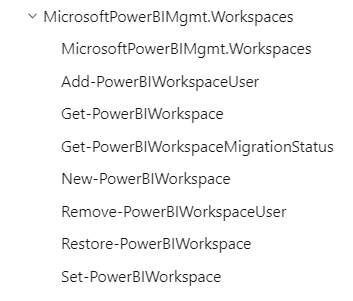 MicrosoftPowerBIMgmt.Workspaces
MicrosoftPowerBIMgmt.Workspaces
Add-PowerBIWorkspaceUser
Get-PowerBIWorkspace
Get-PowerBIWorkspaceMigrationStatus
New-PowerBIWorkspace
Remove-PowerBIWorkspaceUser
Restore-PowerBIWorkspace
Set-PowerBIWorkspace